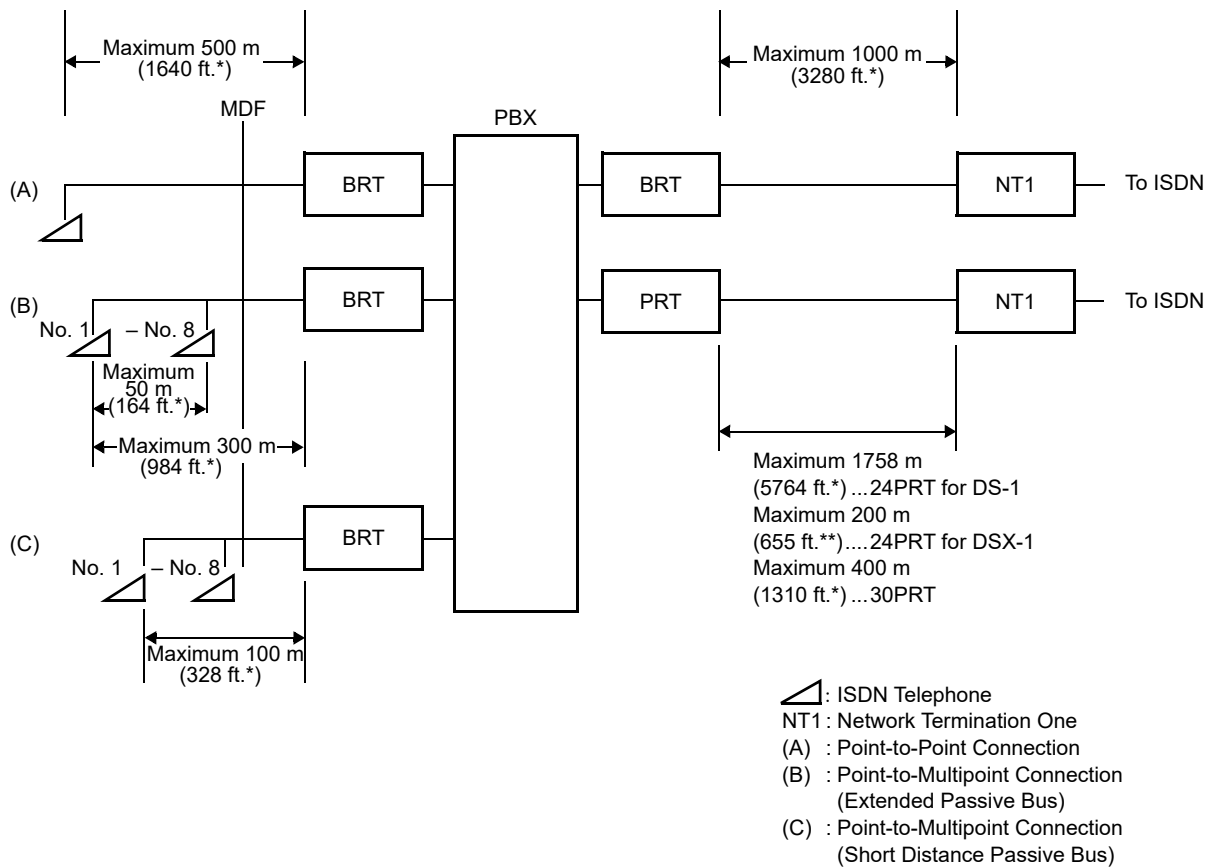 Maximum 500 m
(1640 ft.*)
Maximum 1000 m
(3280 ft.*)
MDF
PBX
(A)
BRT
BRT
NT1
To ISDN
(B)
BRT
PRT
NT1
To ISDN
No. 1 – No. 8
Maximum
50 m
(164 ft.*)
Maximum 300 m
(984 ft.*)
Maximum 1758 m
(5764 ft.*) ...24PRT for DS-1
Maximum 200 m
(655 ft.**)....24PRT for DSX-1
Maximum 400 m
(1310 ft.*) ...30PRT
(C)
BRT
No. 1 – No. 8
Maximum 100 m
(328 ft.*)
: ISDN Telephone
NT1 : Network Termination One
(A) : Point-to-Point Connection
(B) : Point-to-Multipoint Connection
(Extended Passive Bus)
(C) : Point-to-Multipoint Connection
(Short Distance Passive Bus)